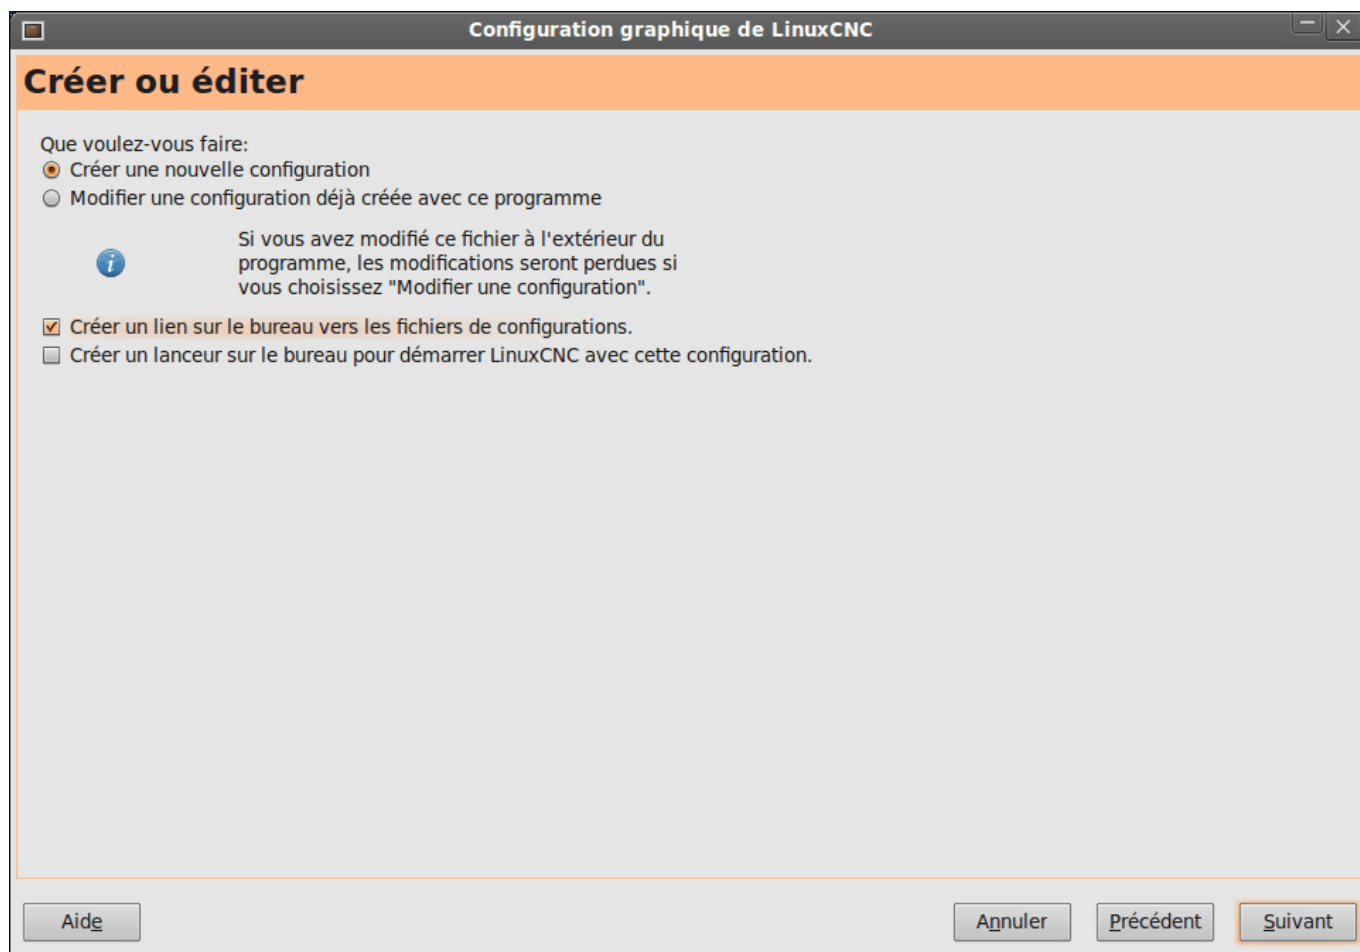 Configuration graphique de LinuxCNC
Créer ou éditer
Que voulez-vous faire:
Créer une nouvelle configuration
Modifier une configuration déjà créée avec ce programme
Si vous avez modifié ce fichier à l'extérieur du
programme, les modifications seront perdues si
vous choisissez "Modifier une configuration".
Créer un lien sur le bureau vers les fichiers de configurations.
Créer un lanceur sur le bureau pour démarrer LinuxCNC avec cette configuration.
Aide
Annuler
Précédent
Suivant